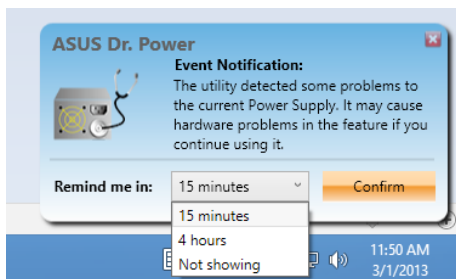 ASUS Dr. Power
Event Notification:
The utility detected some problems to
the current Power Supply. It may cause
hardware problems in the feature if you
continue using it.
Remind me in:
15 minutes
Confirm
15 minutes
4 hours
Not showing
11:50 AM
3/1/2013